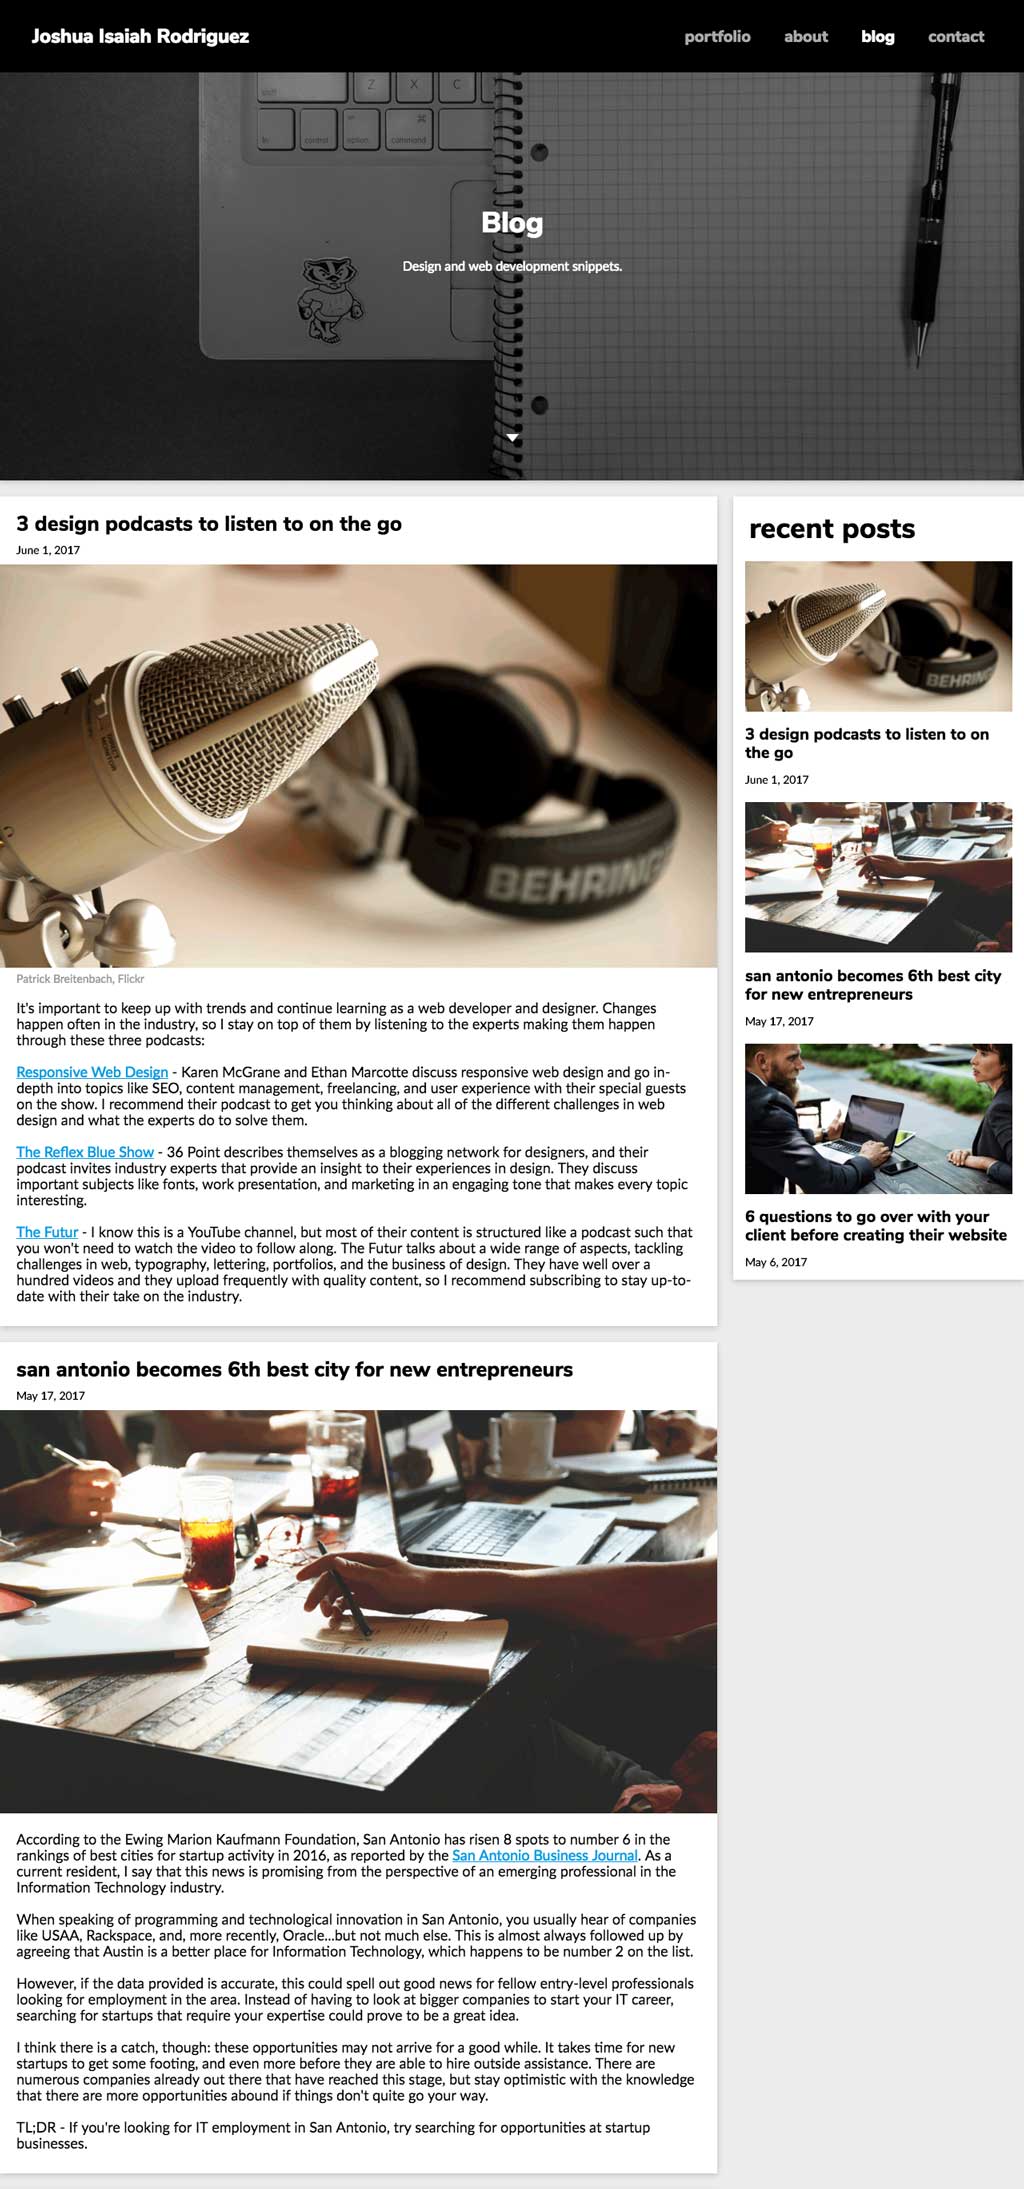 Joshua Isaiah Rodriguez
portfolio about blog contact
shift Z X C
fn control option command
Blog
Design and web development snippets.
3 design podcasts to listen to on the go
June 1, 2017
DIRECT MONITOR
BEHRING
Patrick Breitenbach, Flickr
It's important to keep up with trends and continue learning as a web developer and designer. Changes
happen often in the industry, so I stay on top of them by listening to the experts making them happen
through these three podcasts:
Responsive Web Design - Karen McGrane and Ethan Marcotte discuss responsive web design and go in-
depth into topics like SEO, content management, freelancing, and user experience with their special guests
on the show. I recommend their podcast to get you thinking about all of the different challenges in web
design and what the experts do to solve them.
The Reflex Blue Show - 36 Point describes themselves as a blogging network for designers, and their
podcast invites industry experts that provide an insight to their experiences in design. They discuss
important subjects like fonts, work presentation, and marketing in an engaging tone that makes every topic
interesting.
The Futur - I know this is a YouTube channel, but most of their content is structured like a podcast such that
you won't need to watch the video to follow along. The Futur talks about a wide range of aspects, tackling
challenges in web, typography, lettering, portfolios, and the business of design. They have well over a
hundred videos and they upload frequently with quality content, so I recommend subscribing to stay up-to-
date with their take on the industry.
san antonio becomes 6th best city for new entrepreneurs
May 17, 2017
According to the Ewing Marion Kaufmann Foundation, San Antonio has risen 8 spots to number 6 in the
rankings of best cities for startup activity in 2016, as reported by the San Antonio Business Journal. As a
current resident, I say that this news is promising from the perspective of an emerging professional in the
Information Technology industry.
When speaking of programming and technological innovation in San Antonio, you usually hear of companies
like USAA, Rackspace, and, more recently, Oracle...but not much else. This is almost always followed up by
agreeing that Austin is a better place for Information Technology, which happens to be number 2 on the list.
However, if the data provided is accurate, this could spell out good news for fellow entry-level professionals
looking for employment in the area. Instead of having to look at bigger companies to start your IT career,
searching for startups that require your expertise could prove to be a great idea.
I think there is a catch, though: these opportunities may not arrive for a good while. It takes time for new
startups to get some footing, and even more before they are able to hire outside assistance. There are
numerous companies already out there that have reached this stage, but stay optimistic with the knowledge
that there are more opportunities abound if things don't quite go your way.
TL;DR - If you're looking for IT employment in San Antonio, try searching for opportunities at startup
businesses.
recent posts
BEHRING
3 design podcasts to listen to on
the go
June 1, 2017
san antonio becomes 6th best city
for new entrepreneurs
May 17, 2017
6 questions to go over with your
client before creating their website
May 6, 2017